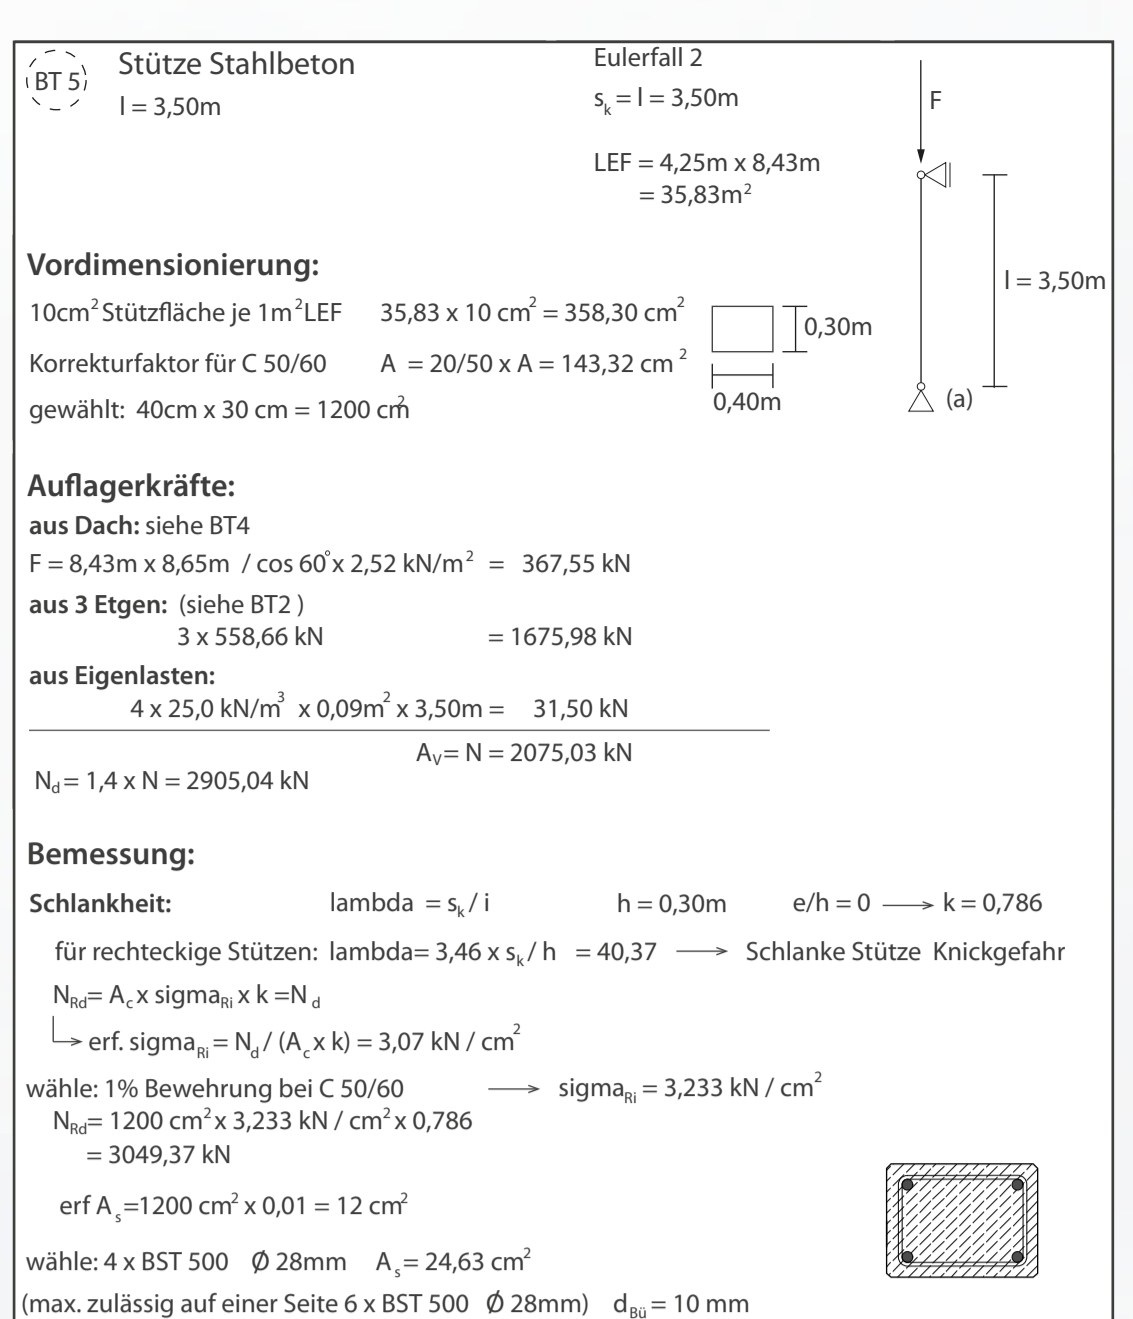 BT 5
Stütze Stahlbeton
l = 3,50m
Eulerfall 2
sₖ = l = 3,50m
LEF = 4,25m x 8,43m
= 35,83m²
F
l = 3,50m
(a)
Vordimensionierung:
10cm² Stützfläche je 1m² LEF 35,83 x 10 cm² = 358,30 cm²
Korrekturfaktor für C 50/60 A = 20/50 x A = 143,32 cm²
gewählt: 40cm x 30 cm = 1200 cm²
0,30m
0,40m
Auflagerkräfte:
aus Dach: siehe BT4
F = 8,43m x 8,65m / cos 60° x 2,52 kN/m² = 367,55 kN
aus 3 Etgen: (siehe BT2 )
3 x 558,66 kN = 1675,98 kN
aus Eigenlasten:
4 x 25,0 kN/m³ x 0,09m² x 3,50m = 31,50 kN
A_V = N = 2075,03 kN
N_d = 1,4 x N = 2905,04 kN
Bemessung:
Schlankheit: lambda = sₖ / i h = 0,30m e/h = 0 → k = 0,786
für rechteckige Stützen: lambda= 3,46 x sₖ / h = 40,37 → Schlanke Stütze Knickgefahr
N_Rd = A_c x sigma_Ri x k = N_d
→ erf. sigma_Ri = N_d / (A_c x k) = 3,07 kN / cm²
wähle: 1% Bewehrung bei C 50/60 → sigma_Ri = 3,233 kN / cm²
N_Rd = 1200 cm² x 3,233 kN / cm² x 0,786
= 3049,37 kN
erf A_s =1200 cm² x 0,01 = 12 cm²
wähle: 4 x BST 500 Ø 28mm A_s = 24,63 cm²
(max. zulässig auf einer Seite 6 x BST 500 Ø 28mm) d_Bü = 10 mm